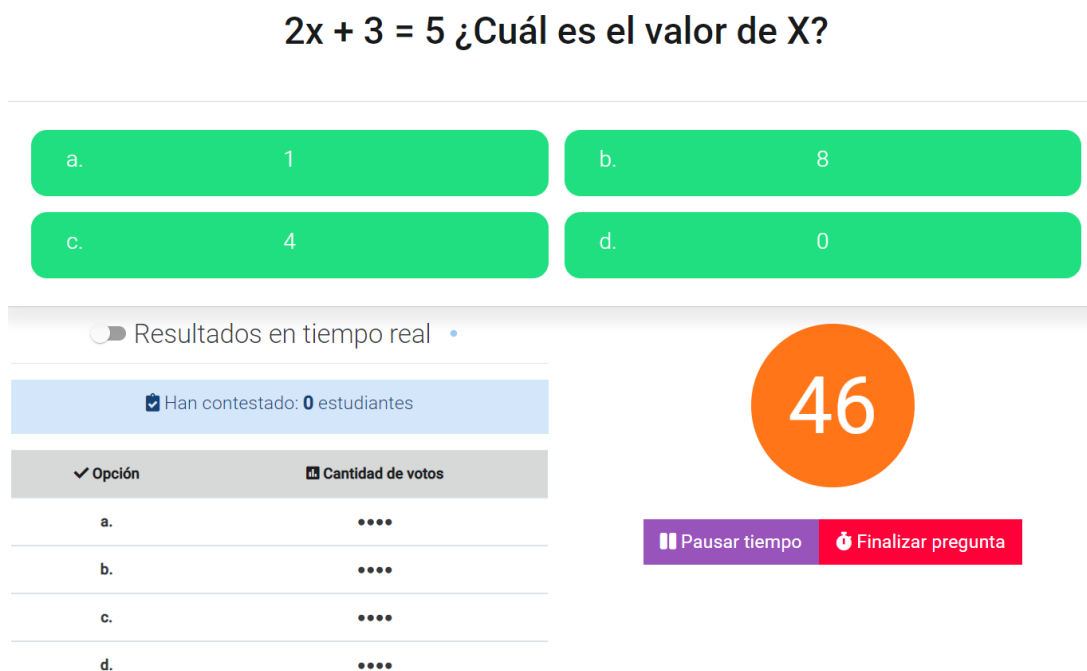 2x + 3 = 5 ¿Cuál es el valor de X?
a. 1
b. 8
c. 4
d. 0
Resultados en tiempo real
Han contestado: 0 estudiantes
46
Opción Cantidad de votos
Pausar tiempo Finalizar pregunta
a. ••••
b. ••••
c. ••••
d. ••••